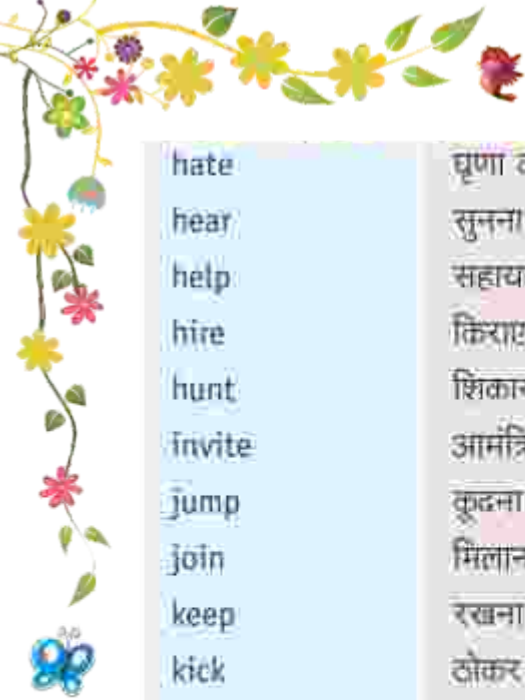 hate घृणा
hear सुनना
help
hire
hunt
invite
jump कूदना
join
keep रखना
kick ठोकर